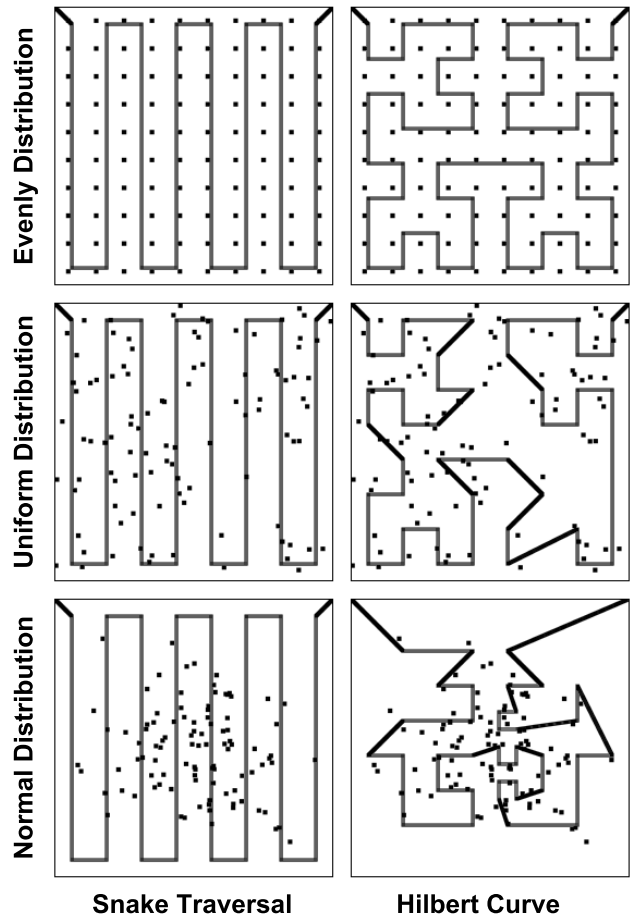 Evenly Distribution
Uniform Distribution
Normal Distribution
Snake Traversal
Hilbert Curve